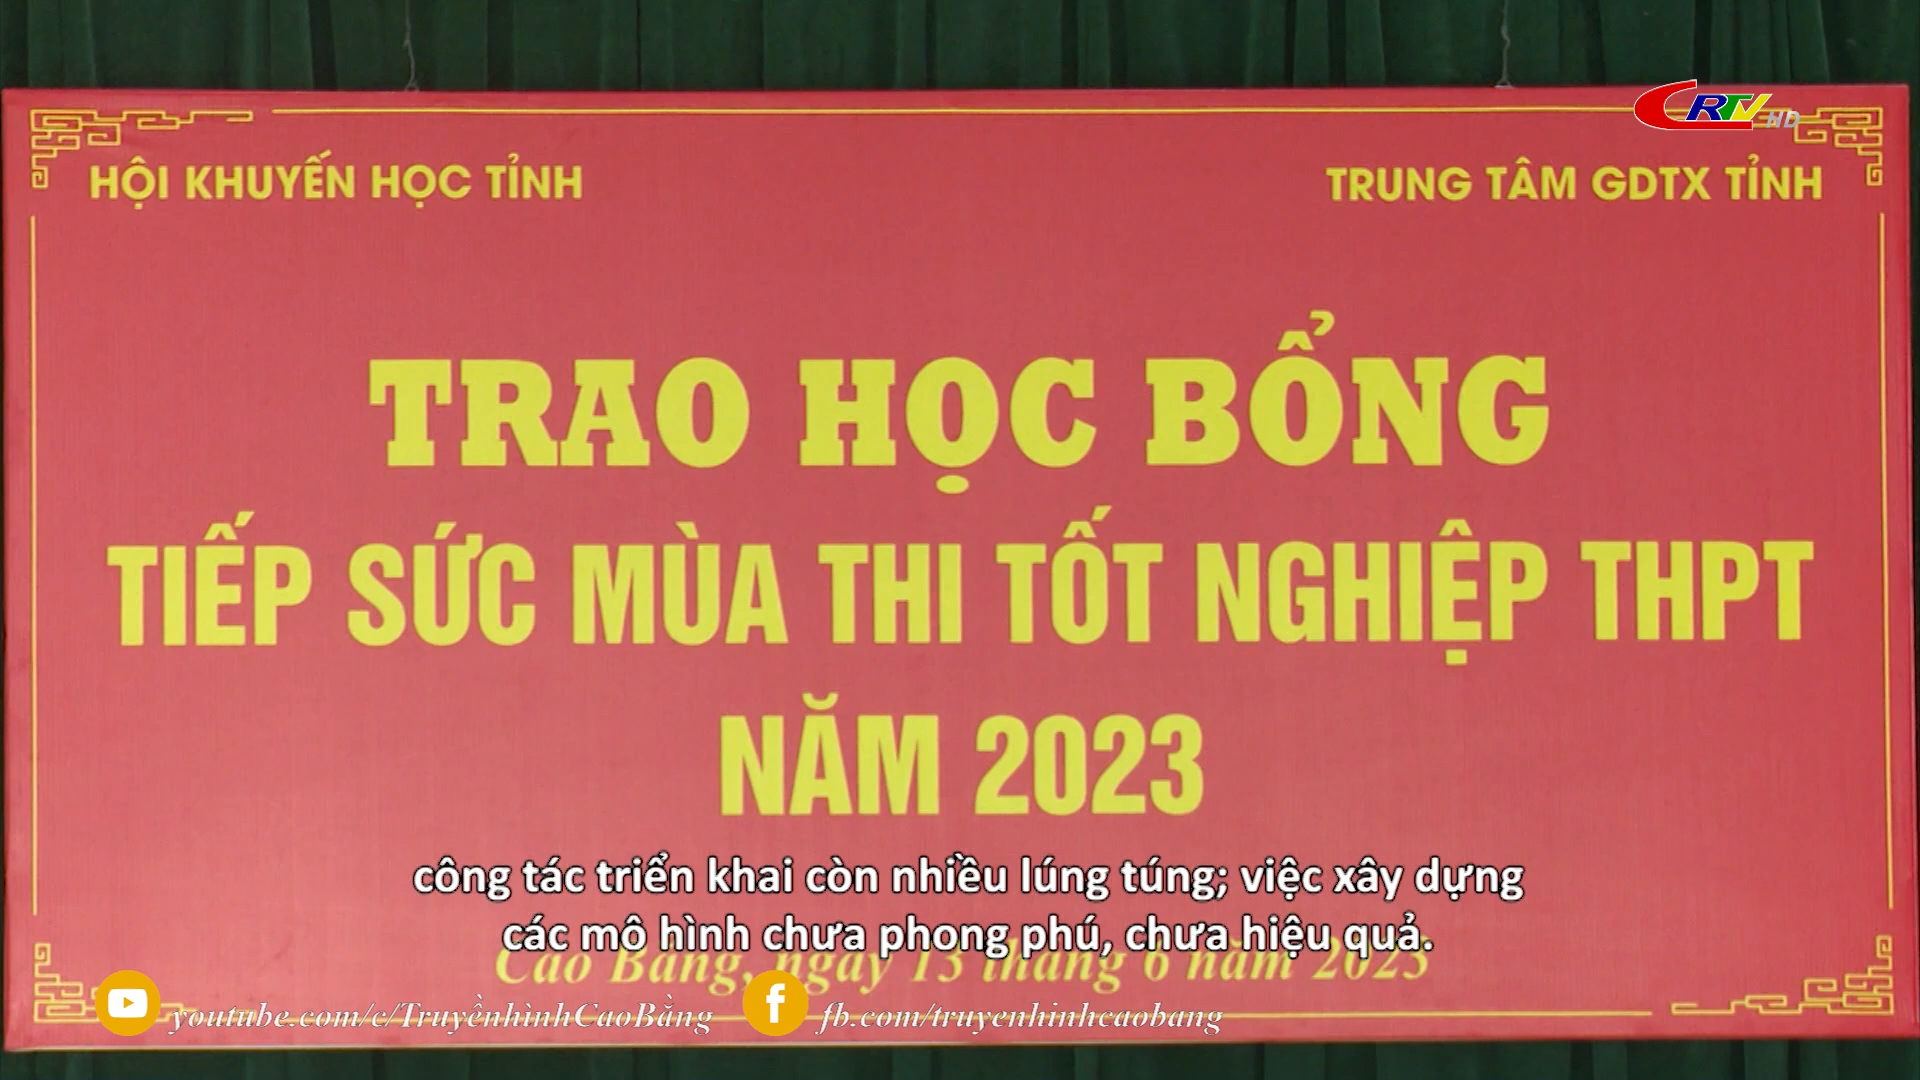 CRTV HD
HỘI KHUYẾN HỌC TỈNH
TRUNG TÂM GDTX TỈNH
TRAO HỌC BỔNG
TIẾP SỨC MÙA THI TỐT NGHIỆP THPT
NĂM 2023
công tác triển khai còn nhiều lúng túng; việc xây dựng
các mô hình chưa phong phú, chưa hiệu quả.
Cao Bằng, ngày 13 tháng 6 năm 2023
youtube.com/c/TruyềnhìnhCaoBằng
fb.com/truyenhinhcaobang